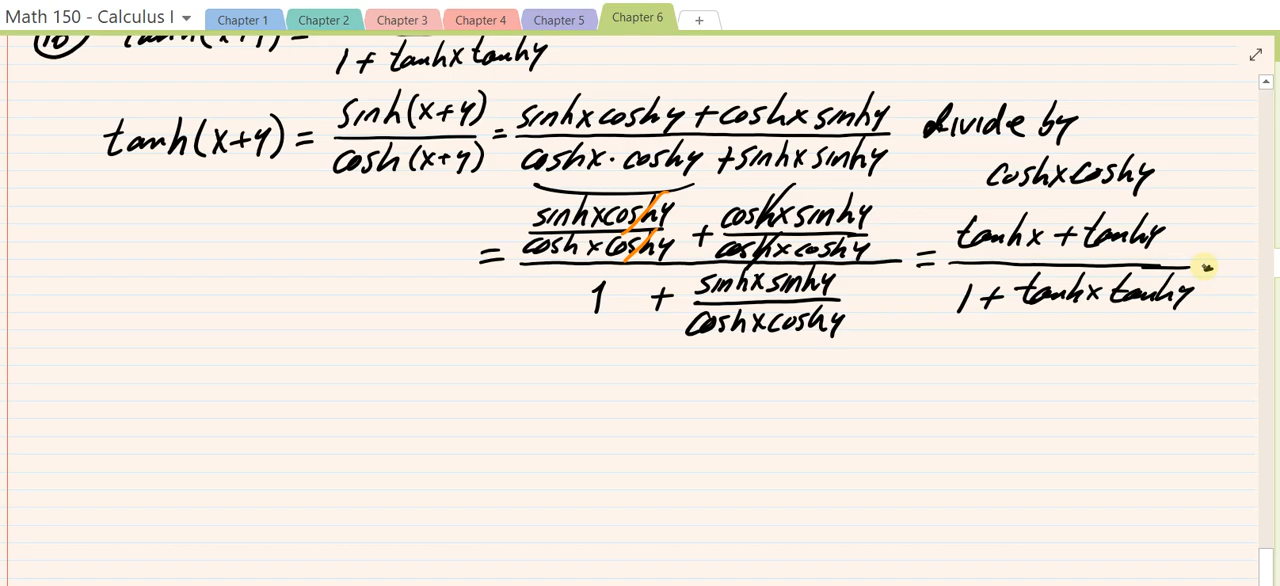 Math 150 - Calculus I
Chapter 1
Chapter 2
Chapter 3
Chapter 4
Chapter 5
Chapter 6
+
tanh(x+y) =
1 + tanhx tanhy
tanh(x+y) = sinh(x+y) / cosh(x+y) = sinhx coshy + coshx sinhy / coshx · coshy + sinhx sinhy
divide by
coshx coshy
= sinhx coshy / coshx coshy + coshx sinhy / coshx coshy / 1 + sinhx sinhy / coshx coshy = tanhx + tanhy / 1 + tanhx tanhy